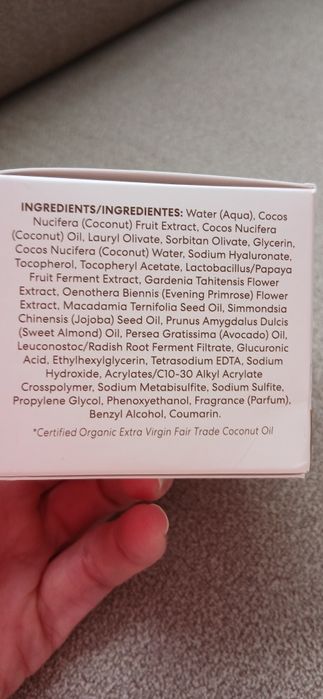 INGREDIENTS/INGREDIENTES: Water (Aqua), Cocos
Nucifera (Coconut) Fruit Extract, Cocos Nucifera
(Coconut) Oil, Lauryl Olivate, Sorbitan Olivate, Glycerin,
Cocos Nucifera (Coconut) Water, Sodium Hyaluronate,
Tocopherol, Tocopheryl Acetate, Lactobacillus/Papaya
Fruit Ferment Extract, Gardenia Tahitensis Flower
Extract, Oenothera Biennis (Evening Primrose) Flower
Extract, Macadamia Ternifolia Seed Oil, Simmondsia
Chinensis (Jojoba) Seed Oil, Prunus Amygdalus Dulcis
(Sweet Almond) Oil, Persea Gratissima (Avocado) Oil,
Leuconostoc/Radish Root Ferment Filtrate, Glucuronic
Acid, Ethylhexylglycerin, Tetrasodium EDTA, Sodium
Hydroxide, Acrylates/C10-30 Alkyl Acrylate
Crosspolymer, Sodium Metabisulfite, Sodium Sulfite,
Propylene Glycol, Phenoxyethanol, Fragrance (Parfum),
Benzyl Alcohol, Coumarin.
*Certified Organic Extra Virgin Fair Trade Coconut Oil